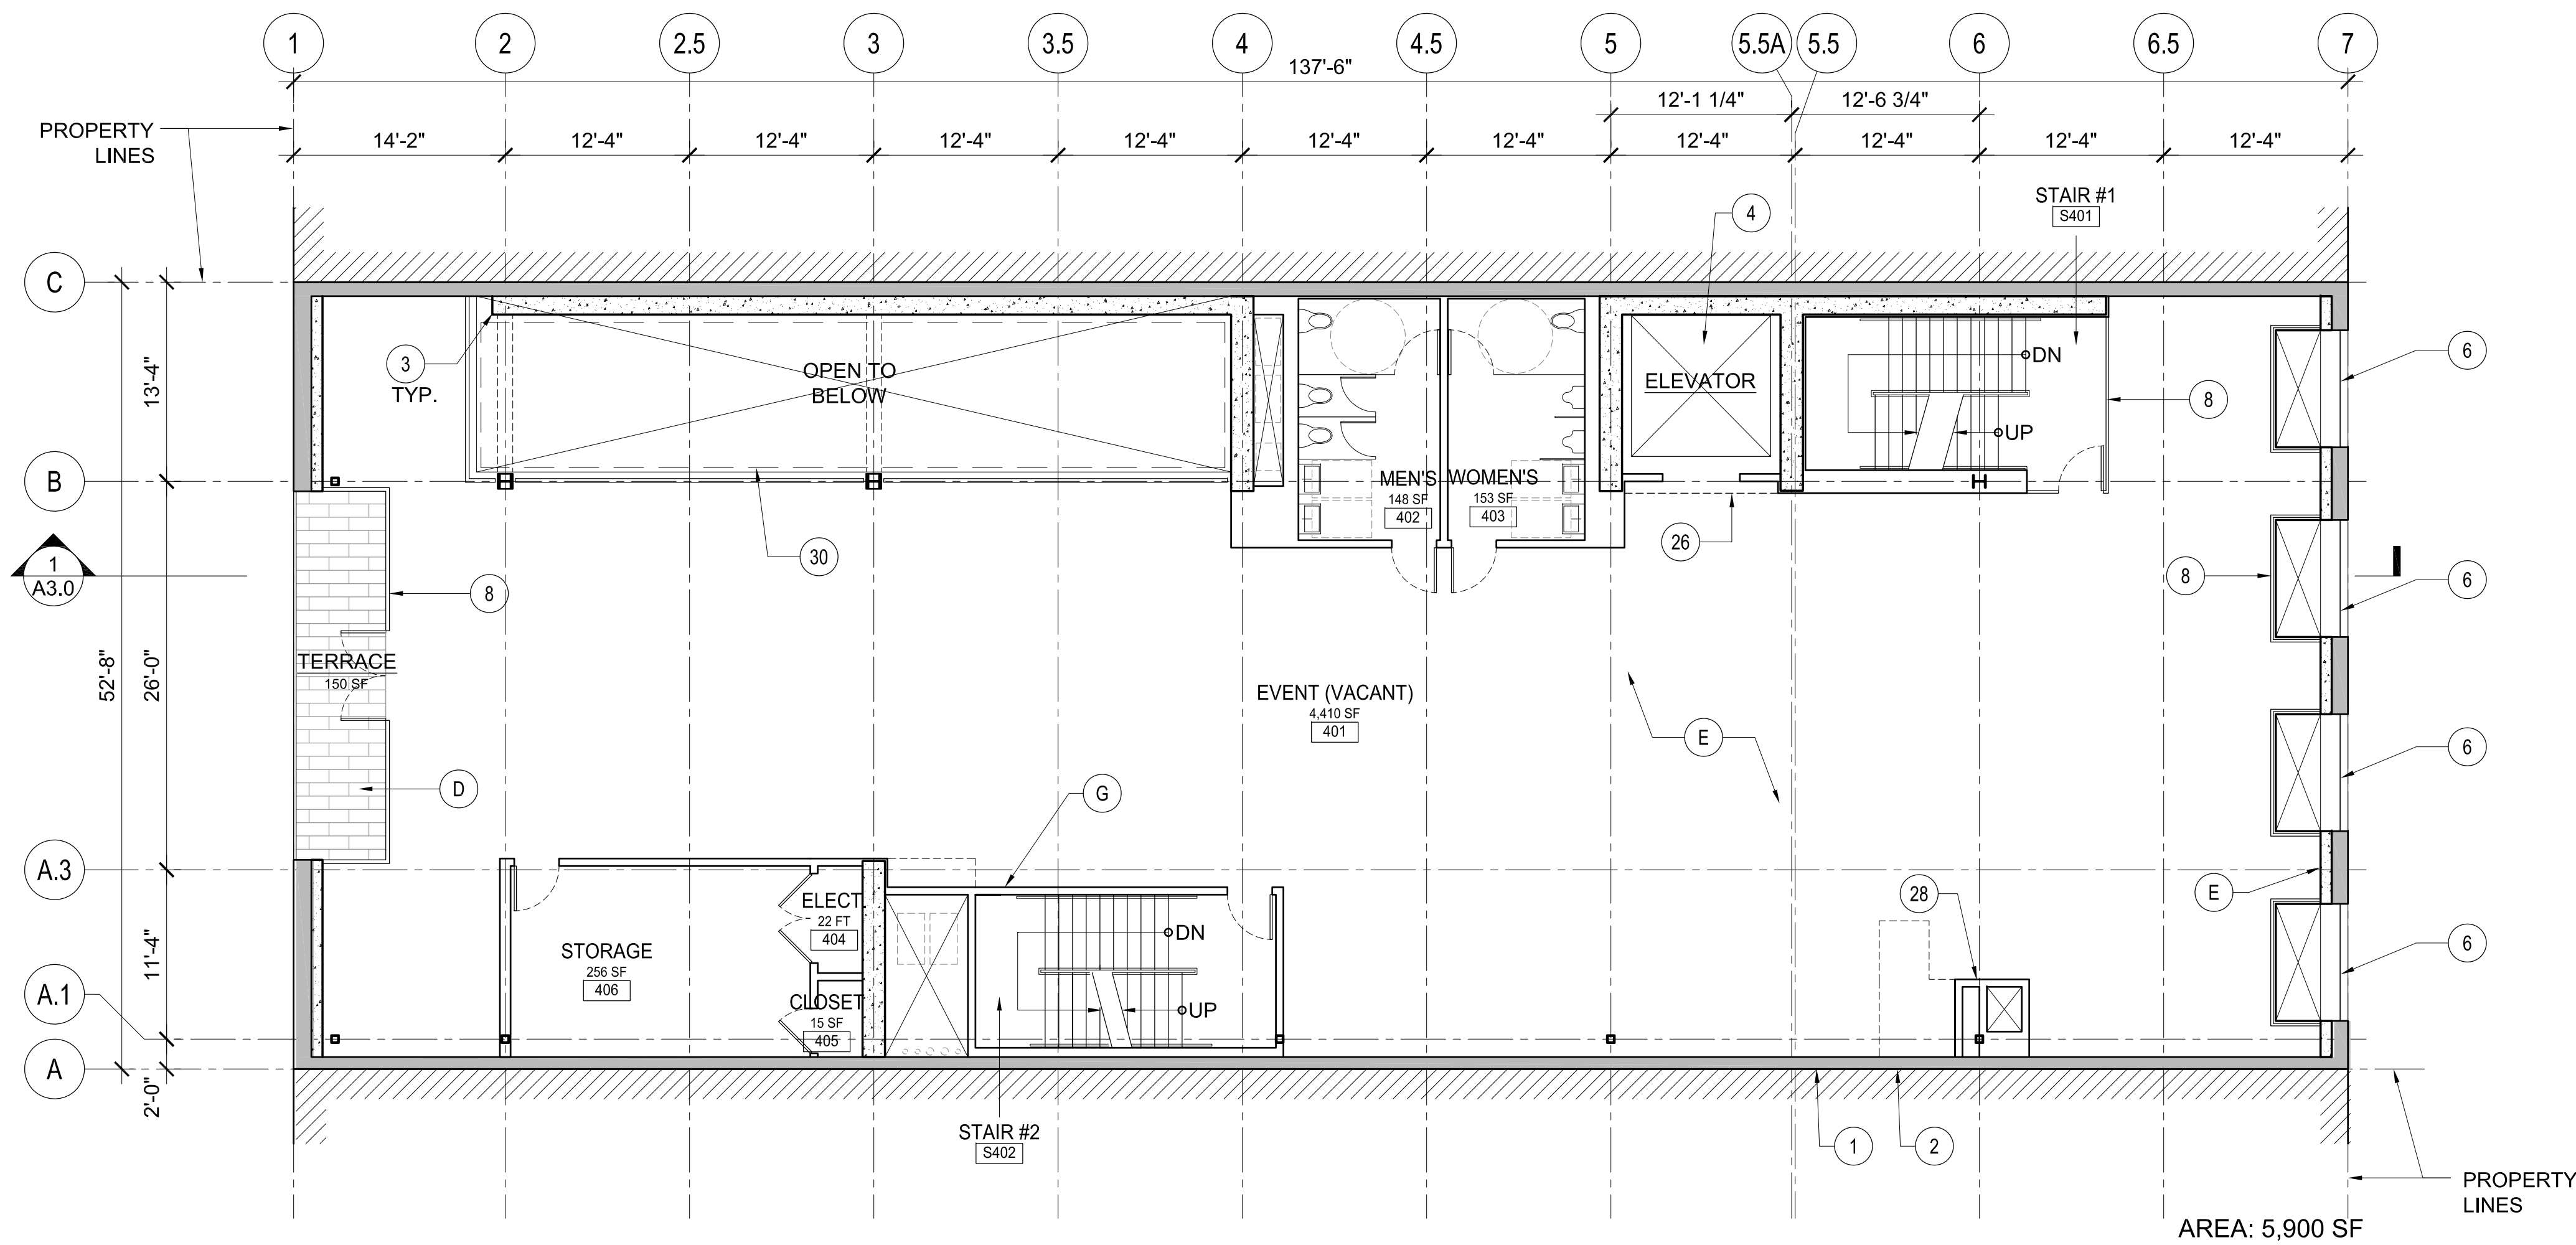 1
2
2.5
3
3.5
4
4.5
5
5.5A
5.5
6
6.5
7
137'-6"
12'-1 1/4"
12'-6 3/4"
PROPERTY
LINES
14'-2"
12'-4"
12'-4"
12'-4"
12'-4"
12'-4"
12'-4"
12'-4"
12'-4"
12'-4"
12'-4"
STAIR #1
S401
4
C
13'-4"
3
TYP.
OPEN TO
BELOW
ELEVATOR
DN
UP
8
6
B
MEN'S
148 SF
402
WOMEN'S
153 SF
403
30
26
1
A3.0
8
8
6
52'-8"
26'-0"
TERRACE
150 SF
EVENT (VACANT)
4,410 SF
401
E
6
D
G
A.3
11'-4"
ELECT
22 FT
404
STORAGE
256 SF
406
CLOSET
15 SF
405
DN
UP
28
E
6
A.1
A
2'-0"
STAIR #2
S402
1
2
PROPERTY
LINES
AREA: 5,900 SF